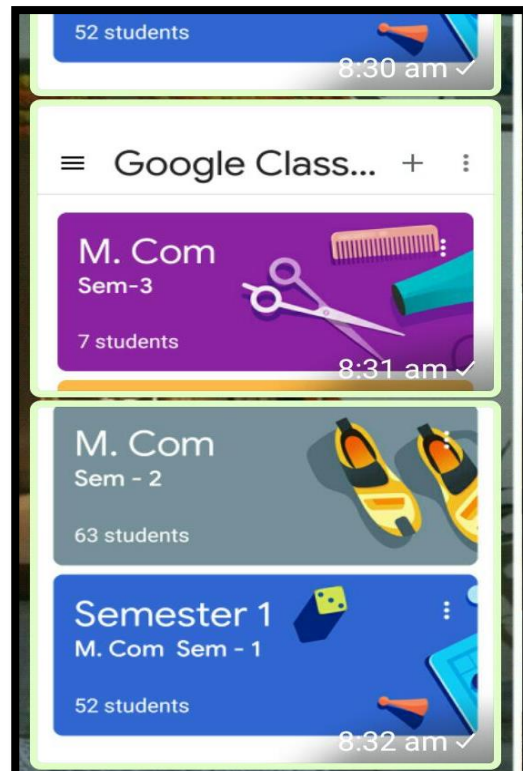 52 students
8:30 am
Google Class...
M. Com
Sem-3
7 students
8:31 am
M. Com
Sem - 2
63 students
Semester 1
M. Com Sem - 1
52 students
8:32 am